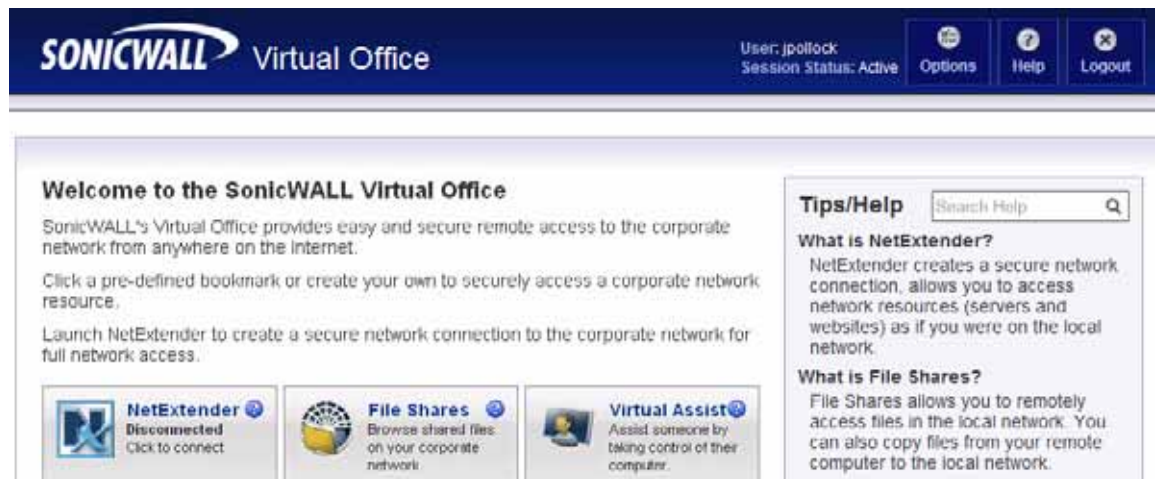 SONICWALL Virtual Office
User: jpollock
Session Status: Active
Options
Help
Logout
Welcome to the SonicWALL Virtual Office
SonicWALL's Virtual Office provides easy and secure remote access to the corporate
network from anywhere on the Internet.
Click a pre-defined bookmark or create your own to securely access a corporate network
resource.
Launch NetExtender to create a secure network connection to the corporate network for
full network access.
NetExtender
Disconnected
Click to connect
File Shares
Browse shared files
on your corporate
network
Virtual Assist
Assist someone by
taking control of their
computer.
Tips/Help
Search Help
What is NetExtender?
NetExtender creates a secure network
connection, allows you to access
network resources (servers and
websites) as if you were on the local
network.
What is File Shares?
File Shares allows you to remotely
access files in the local network. You
can also copy files from your remote
computer to the local network.